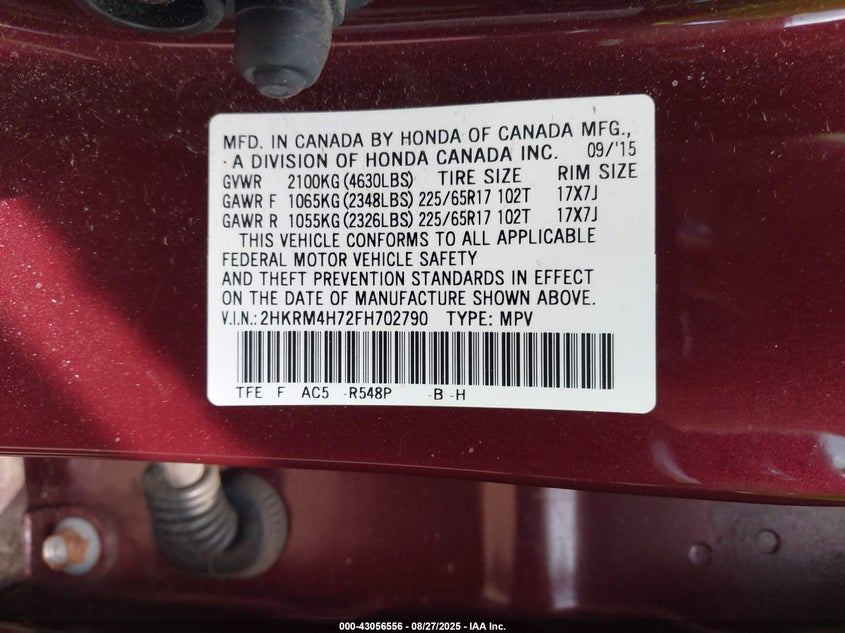 MFD. IN CANADA BY HONDA OF CANADA MFG.,
A DIVISION OF HONDA CANADA INC. 09/'15
GVWR 2100KG (4630LBS) TIRE SIZE RIM SIZE
GAWR F 1065KG (2348LBS) 225/65R17 102T 17X7J
GAWR R 1055KG (2326LBS) 225/65R17 102T 17X7J
THIS VEHICLE CONFORMS TO ALL APPLICABLE
FEDERAL MOTOR VEHICLE SAFETY
AND THEFT PREVENTION STANDARDS IN EFFECT
ON THE DATE OF MANUFACTURE SHOWN ABOVE.
V.I.N.: 2HKRM4H72FH702790 TYPE: MPV
TFE F AC5 -R548P -B -H
000-43056556 - 08/27/2025 - IAA Inc.